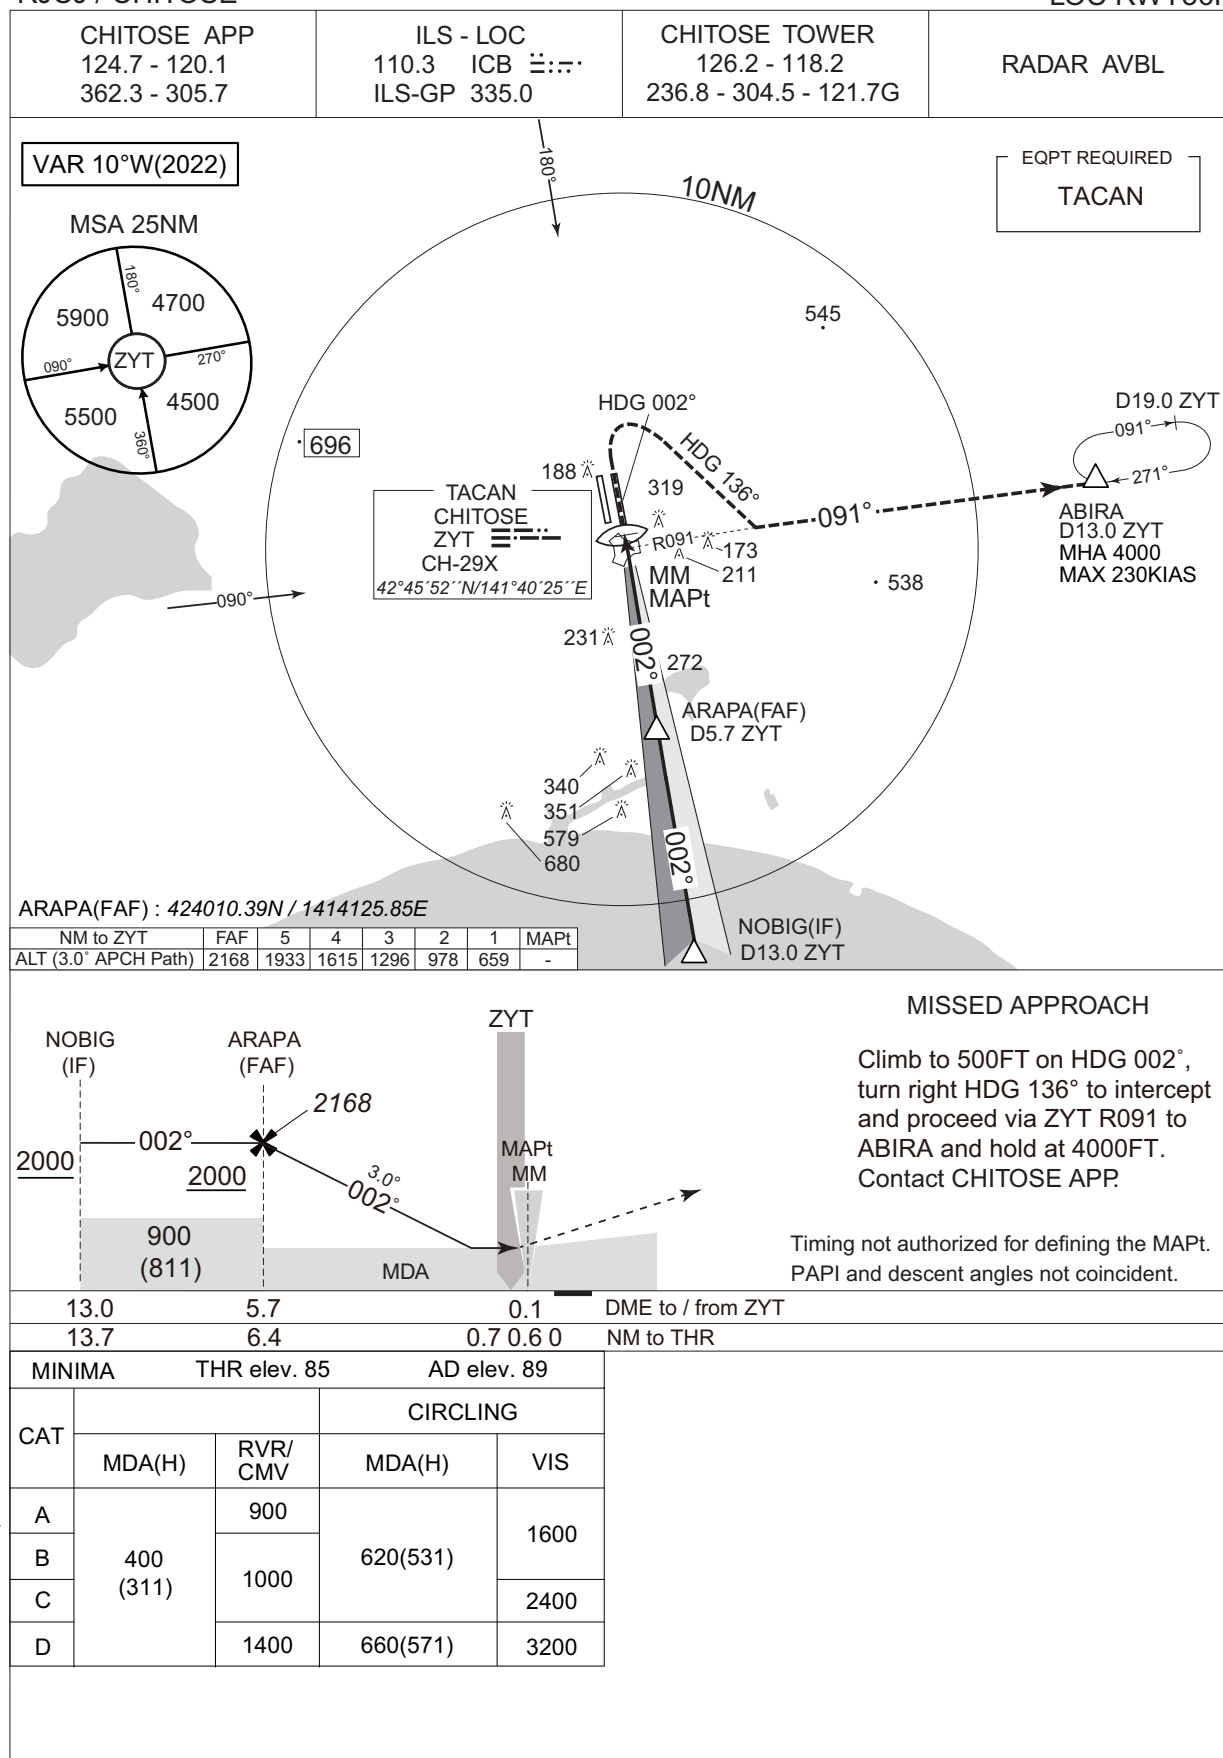 CHITOSE APP
124.7 - 120.1
362.3 - 305.7
ILS - LOC
110.3 ICB
ILS-GP 335.0
CHITOSE TOWER
126.2 - 118.2
236.8 - 304.5 - 121.7G
RADAR AVBL
VAR 10°W(2022)
EQPT REQUIRED
TACAN
MSA 25NM
180°
5900
4700
090°
ZYT
270°
5500
4500
360°
180°
10NM
545
696
HDG 002°
HDG 136°
188
319
TACAN
CHITOSE
ZYT
CH-29X
42°45´52´´N/141°40´25´´E
R091
173
211
MM
MAPt
091°
D19.0 ZYT
091°
271°
ABIRA
D13.0 ZYT
MHA 4000
MAX 230KIAS
538
090°
231
002°
272
ARAPA(FAF)
D5.7 ZYT
340
351
579
680
002°
NOBIG(IF)
D13.0 ZYT
ARAPA(FAF) : 424010.39N / 1414125.85E
NM to ZYT FAF 5 4 3 2 1 MAPt
ALT (3.0˚ APCH Path) 2168 1933 1615 1296 978 659 -
NOBIG
(IF)
ARAPA
(FAF)
ZYT
2168
002°
2000
2000
3.0°
002°
MAPt
MM
900
(811)
MDA
MISSED APPROACH
Climb to 500FT on HDG 002˚,
turn right HDG 136° to intercept
and proceed via ZYT R091 to
ABIRA and hold at 4000FT.
Contact CHITOSE APP.
Timing not authorized for defining the MAPt.
PAPI and descent angles not coincident.
13.0 5.7 0.1 DME to / from ZYT
13.7 6.4 0.7 0.6 0 NM to THR
MINIMA THR elev. 85 AD elev. 89
CAT
CIRCLING
MDA(H)
RVR/
CMV
MDA(H)
VIS
A
B
C
D
400
(311)
900
1000
1400
620(531)
660(571)
1600
2400
3200